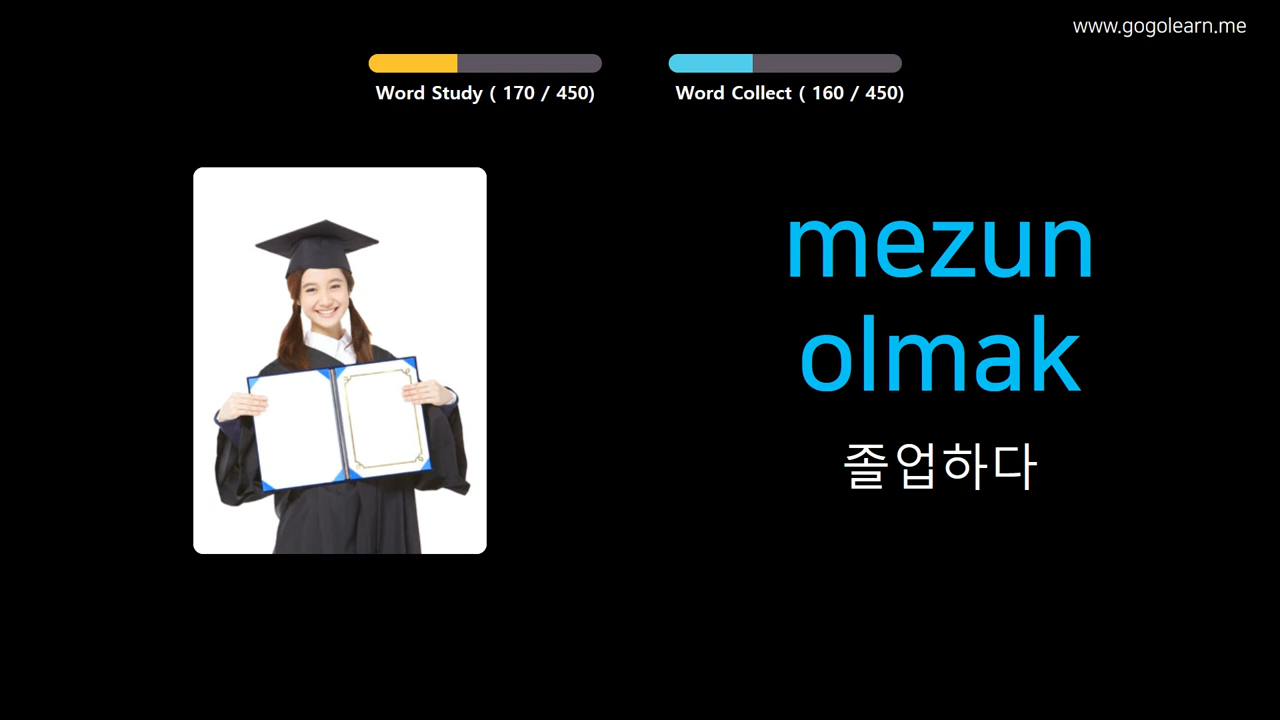 www.gogolearn.me
Word Study ( 170 / 450)
Word Collect ( 160 / 450)
mezun
olmak
졸업하다